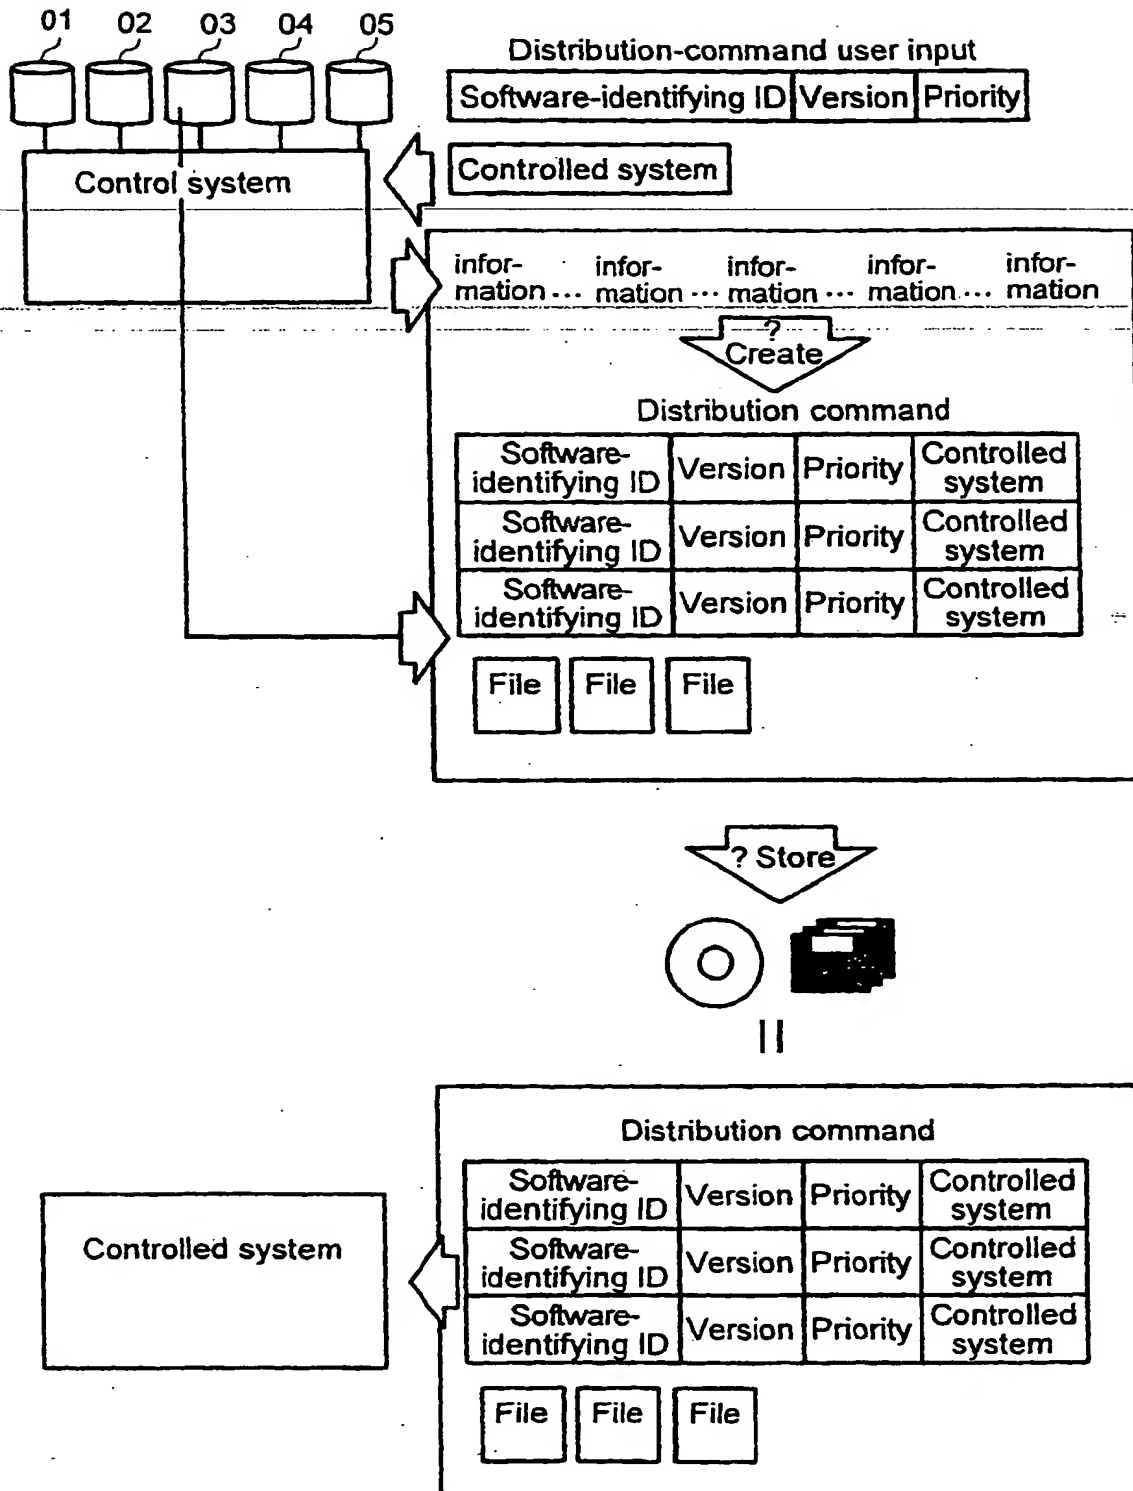 01 02 03 04 05
Distribution-command user input
Software-identifying ID Version Priority
Controlled system
Control system
infor- infor- infor- infor- infor-
mation ... mation ... mation ... mation ... mation
?
Create
Distribution command
Software- Version Priority Controlled
identifying ID system
Software- Version Priority Controlled
identifying ID system
Software- Version Priority Controlled
identifying ID system
File File File
? Store
Distribution command
Software- Version Priority Controlled
identifying ID system
Software- Version Priority Controlled
identifying ID system
Software- Version Priority Controlled
identifying ID system
Controlled system
File File File